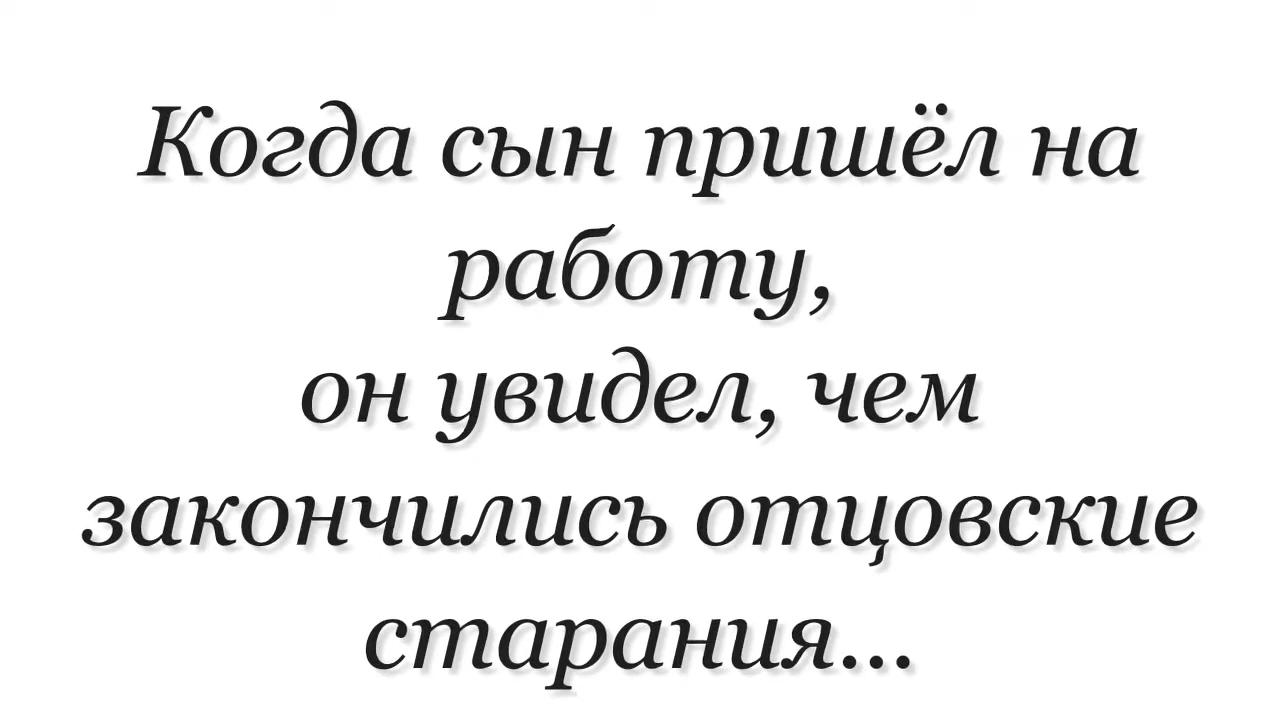 Когда сын пришёл на
работу,
он увидел, чем
закончились отцовские
старания...